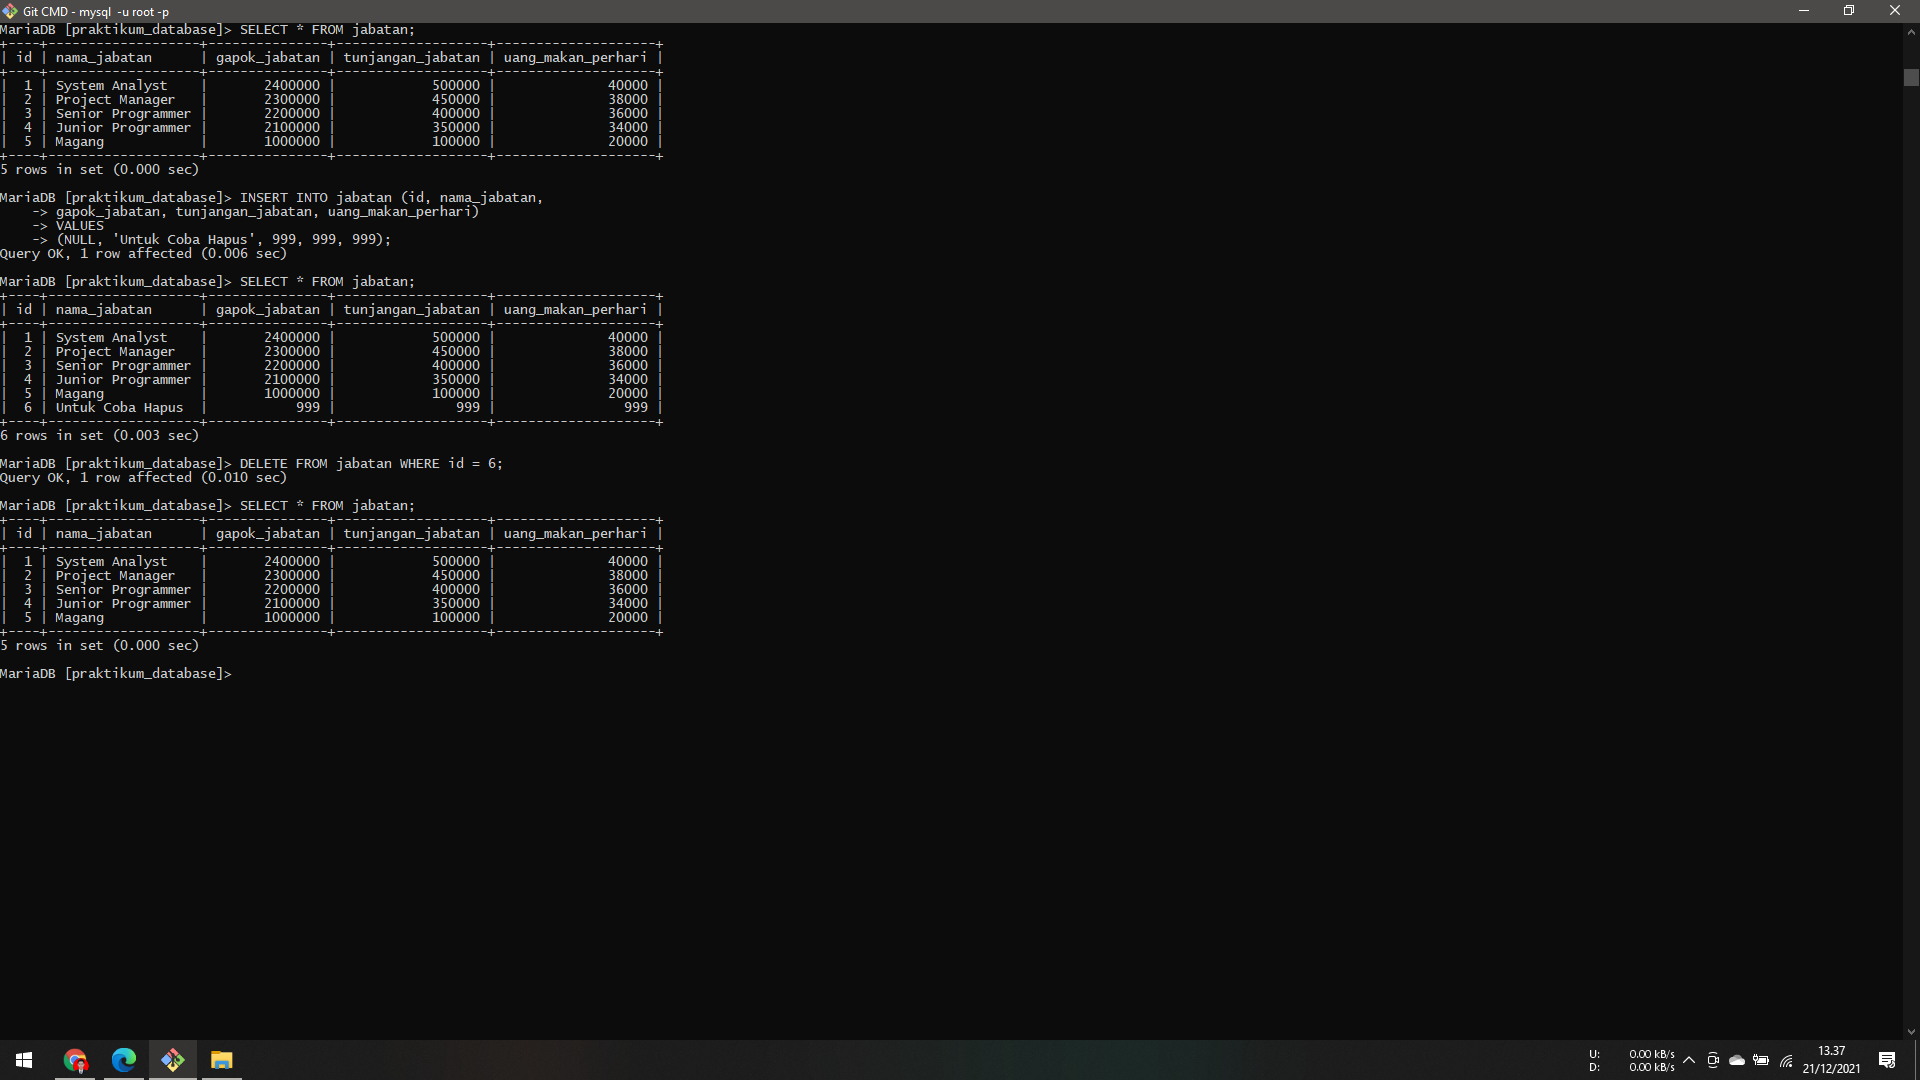 Git CMD - mysql  -u root -p
MariaDB [praktikum_database]> SELECT * FROM jabatan;
+----+-------------------+---------------+-------------------+--------------------+
| id | nama_jabatan      | gapok_jabatan | tunjangan_jabatan | uang_makan_perhari |
+----+-------------------+---------------+-------------------+--------------------+
|  1 | System Analyst    |       2400000 |            500000 |              40000 |
|  2 | Project Manager   |       2300000 |            450000 |              38000 |
|  3 | Senior Programmer |       2200000 |            400000 |              36000 |
|  4 | Junior Programmer |       2100000 |            350000 |              34000 |
|  5 | Magang            |       1000000 |            100000 |              20000 |
+----+-------------------+---------------+-------------------+--------------------+
5 rows in set (0.000 sec)
MariaDB [praktikum_database]> INSERT INTO jabatan (id, nama_jabatan,
    -> gapok_jabatan, tunjangan_jabatan, uang_makan_perhari)
    -> VALUES
    -> (NULL, 'Untuk Coba Hapus', 999, 999, 999);
Query OK, 1 row affected (0.006 sec)
MariaDB [praktikum_database]> SELECT * FROM jabatan;
+----+-------------------+---------------+-------------------+--------------------+
| id | nama_jabatan      | gapok_jabatan | tunjangan_jabatan | uang_makan_perhari |
+----+-------------------+---------------+-------------------+--------------------+
|  1 | System Analyst    |       2400000 |            500000 |              40000 |
|  2 | Project Manager   |       2300000 |            450000 |              38000 |
|  3 | Senior Programmer |       2200000 |            400000 |              36000 |
|  4 | Junior Programmer |       2100000 |            350000 |              34000 |
|  5 | Magang            |       1000000 |            100000 |              20000 |
|  6 | Untuk Coba Hapus  |           999 |               999 |                999 |
+----+-------------------+---------------+-------------------+--------------------+
6 rows in set (0.003 sec)
MariaDB [praktikum_database]> DELETE FROM jabatan WHERE id = 6;
Query OK, 1 row affected (0.010 sec)
MariaDB [praktikum_database]> SELECT * FROM jabatan;
+----+-------------------+---------------+-------------------+--------------------+
| id | nama_jabatan      | gapok_jabatan | tunjangan_jabatan | uang_makan_perhari |
+----+-------------------+---------------+-------------------+--------------------+
|  1 | System Analyst    |       2400000 |            500000 |              40000 |
|  2 | Project Manager   |       2300000 |            450000 |              38000 |
|  3 | Senior Programmer |       2200000 |            400000 |              36000 |
|  4 | Junior Programmer |       2100000 |            350000 |              34000 |
|  5 | Magang            |       1000000 |            100000 |              20000 |
+----+-------------------+---------------+-------------------+--------------------+
5 rows in set (0.000 sec)
MariaDB [praktikum_database]>
U: 0.00 kB/s
D: 0.00 kB/s
13.37
21/12/2021